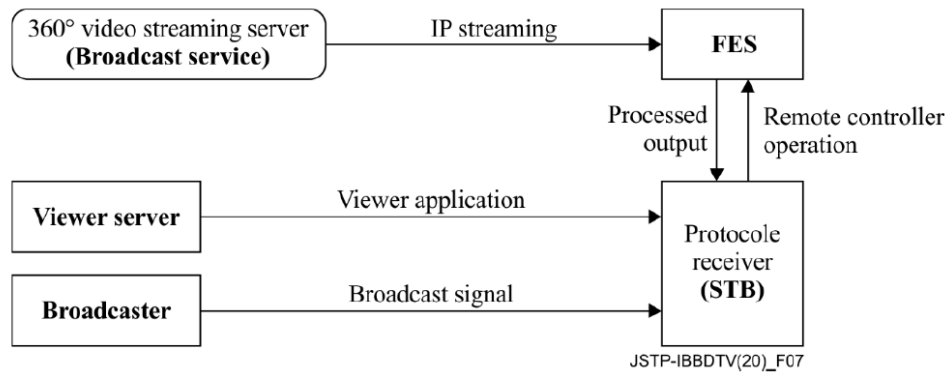 360° video streaming server
(Broadcast service)
IP streaming
FES
Processed
output
Remote controller
operation
Viewer server
Viewer application
Protocole
receiver
(STB)
Broadcaster
Broadcast signal
JSTP-IBBDTV(20)_F07